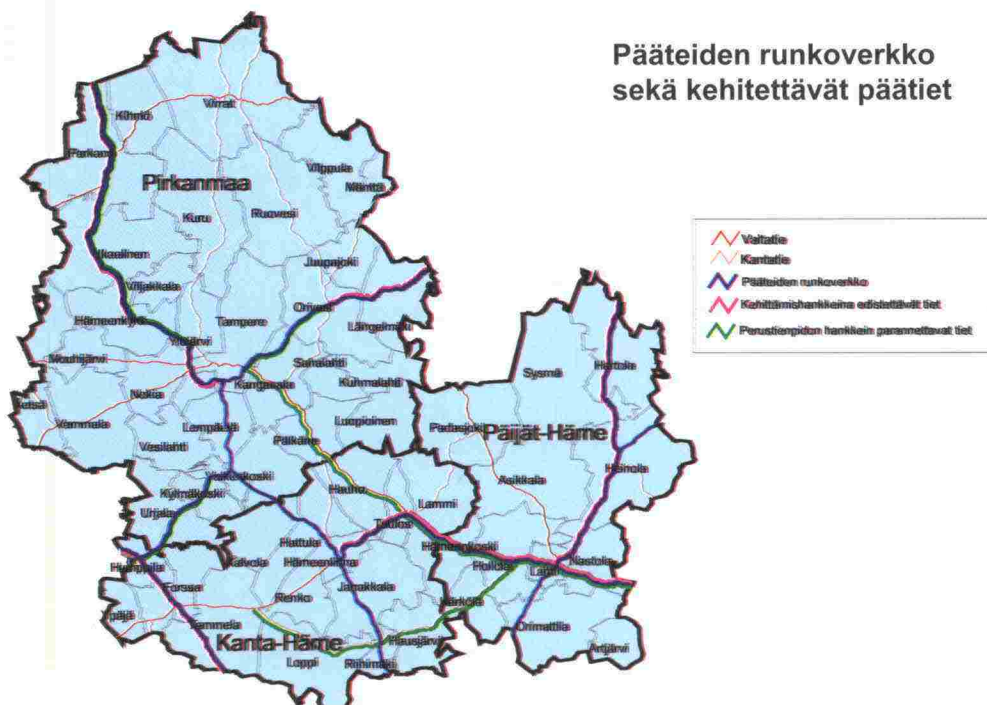 Pääteiden runkoverkko
sekä kehitettävät päätiet
Valtatie
Kantatie
Pääteiden runkoverkko
Kehittämishankkeina edistettävät tiet
Perustienpidon hankkein parannettavat tiet
Kihniö
Virrat
Parkano
Vilppula
Mänttä
Pirkanmaa
Kuru
Ruovesi
Ikaalinen
Juupajoki
Viljakkala
Orivesi
Hämeenkyrö
Tampere
Längelmäki
Ylöjärvi
Mouhijärvi
Sahalahti
Kangasala
Kuhmalahti
Nokia
Vammala
Lempäälä
Luopioinen
Vesilahti
Pälkäne
Sysmä
Hartola
Padasjoki
Päijät-Häme
Heinola
Asikkala
Kylmäkoski
Urjala
Hauho
Lammi
Tuulos
Hattula
Hämeenkoski
Kalvola
Hämeenlinna
Hollola
Lahti
Nastola
Humppila
Forssa
Renko
Janakkala
Kärkölä
Ypäjä
Tammela
Kanta-Häme
Hausjärvi
Orimattila
Loppi
Riihimäki
Artjärvi